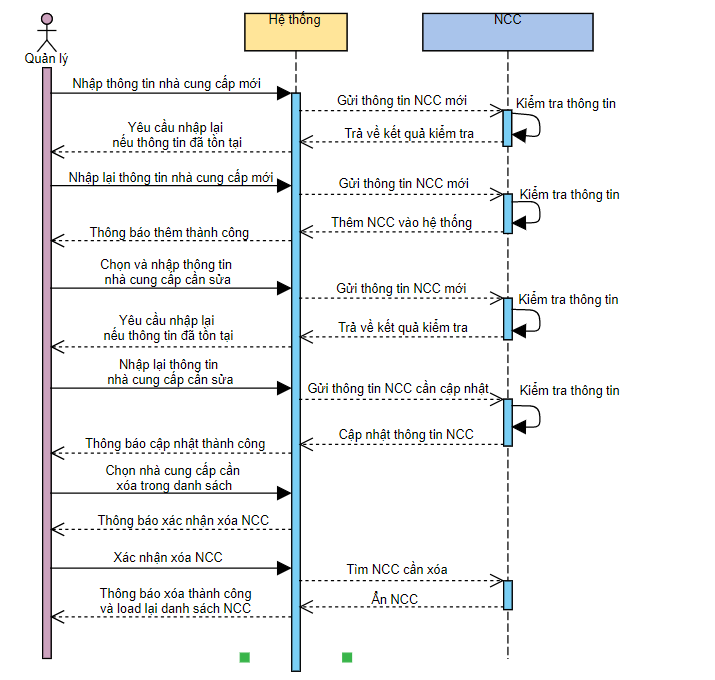 Quản lý
Hệ thống
NCC
Nhập thông tin nhà cung cấp mới
Gửi thông tin NCC mới
Kiểm tra thông tin
Trả về kết quả kiểm tra
Yêu cầu nhập lại
nếu thông tin đã tồn tại
Nhập lại thông tin nhà cung cấp mới
Gửi thông tin NCC mới
Kiểm tra thông tin
Thêm NCC vào hệ thống
Thông báo thêm thành công
Chọn và nhập thông tin
nhà cung cấp cần sửa
Gửi thông tin NCC mới
Kiểm tra thông tin
Trả về kết quả kiểm tra
Yêu cầu nhập lại
nếu thông tin đã tồn tại
Nhập lại thông tin
nhà cung cấp cần sửa
Gửi thông tin NCC cần cập nhật
Kiểm tra thông tin
Cập nhật thông tin NCC
Thông báo cập nhật thành công
Chọn nhà cung cấp cần
xóa trong danh sách
Thông báo xác nhận xóa NCC
Xác nhận xóa NCC
Tìm NCC cần xóa
Ẩn NCC
Thông báo xóa thành công
và load lại danh sách NCC